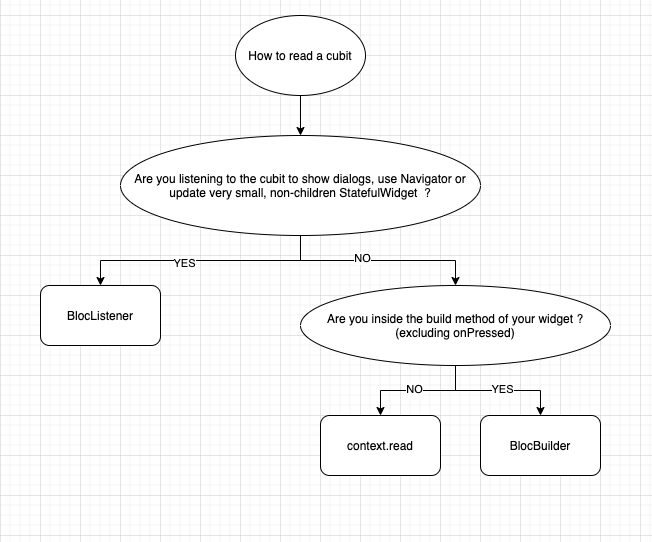 How to read a cubit
Are you listening to the cubit to show dialogs, use Navigator or
update very small, non-children StatefulWidget  ?
YES
NO
BlocListener
Are you inside the build method of your widget ?
(excluding onPressed)
NO
YES
context.read
BlocBuilder